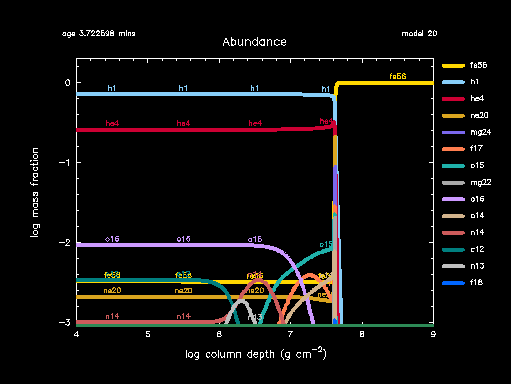 age 3.722598 mins
model 20
Abundance
fe56
h1
he4
ne20
mg24
f17
o15
mg22
o16
o14
n14
c12
n13
f18
0
-1
-2
-3
log mass fraction
h1 h1 h1 h1
fe56
he4 he4 he4 he4
o16 o16 o16 o15
fe56 fe56 fe56
ne20 ne20 ne20 ne20
n14 n14 n13
4 5 6 7 8 9
log column depth (g cm⁻²)